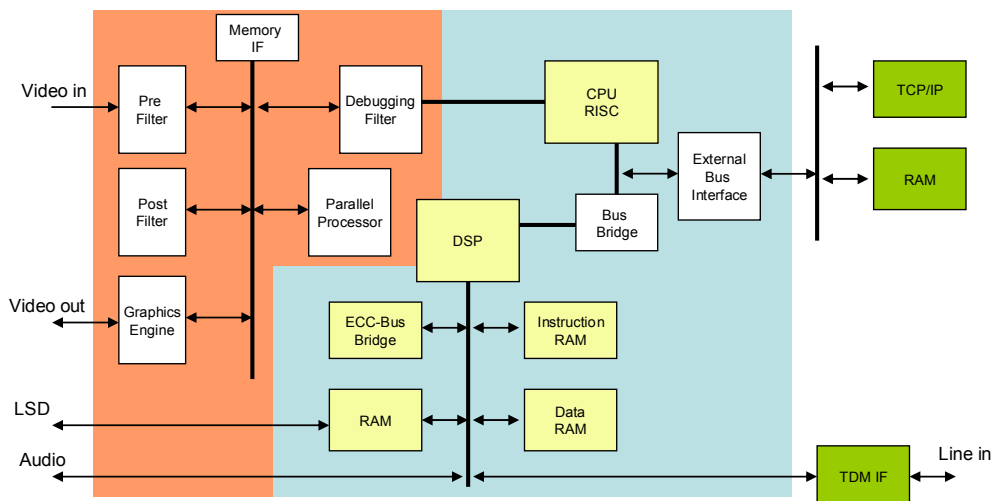 Memory
IF
Video in
Pre
Filter
Debugging
Filter
CPU
RISC
TCP/IP
External
Bus
Interface
RAM
Post
Filter
Parallel
Processor
Bus
Bridge
DSP
Video out
Graphics
Engine
ECC-Bus
Bridge
Instruction
RAM
LSD
RAM
Data
RAM
Audio
TDM IF
Line in